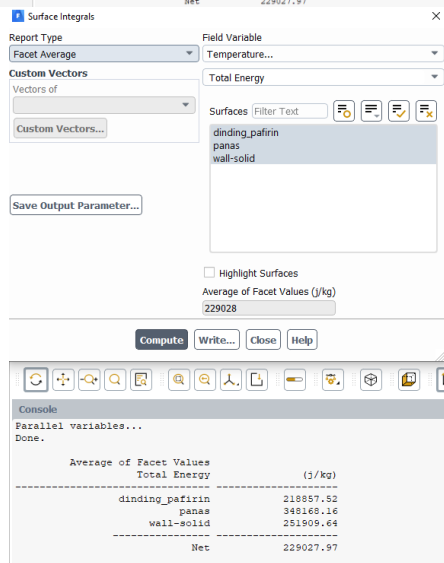 Net 229027.97
Surface Integrals
Report Type
Field Variable
Facet Average
Temperature...
Custom Vectors
Total Energy
Vectors of
Surfaces Filter Text
Custom Vectors...
dinding_pafirin
panas
wall-solid
Save Output Parameter...
Highlight Surfaces
Average of Facet Values (j/kg)
229028
Compute Write... Close Help
Console
Parallel variables...
Done.
Average of Facet Values
Total Energy (j/kg)
-------------------------------- --------------------
dinding_pafirin 218857.52
panas 348168.16
wall-solid 251909.64
---------------- --------------------
Net 229027.97